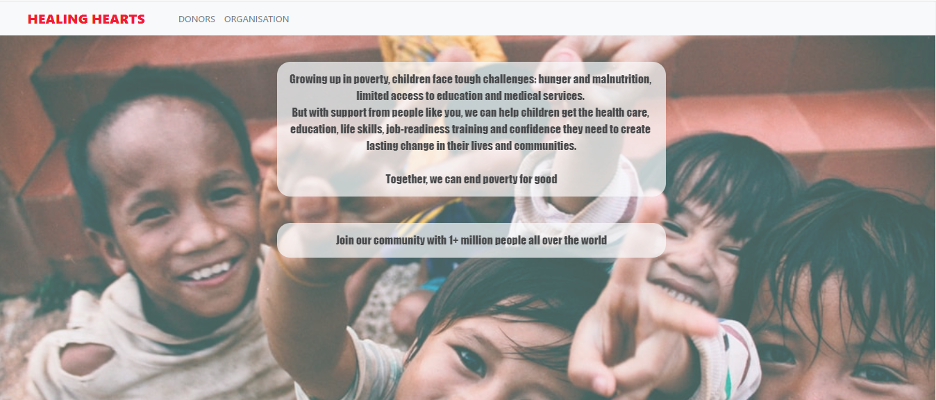 HEALING HEARTS
DONORS ORGANISATION
Growing up in poverty, children face tough challenges: hunger and malnutrition,
limited access to education and medical services.
But with support from people like you, we can help children get the health care,
education, life skills, job-readiness training and confidence they need to create
lasting change in their lives and communities.
Together, we can end poverty for good
Join our community with 1+ million people all over the world